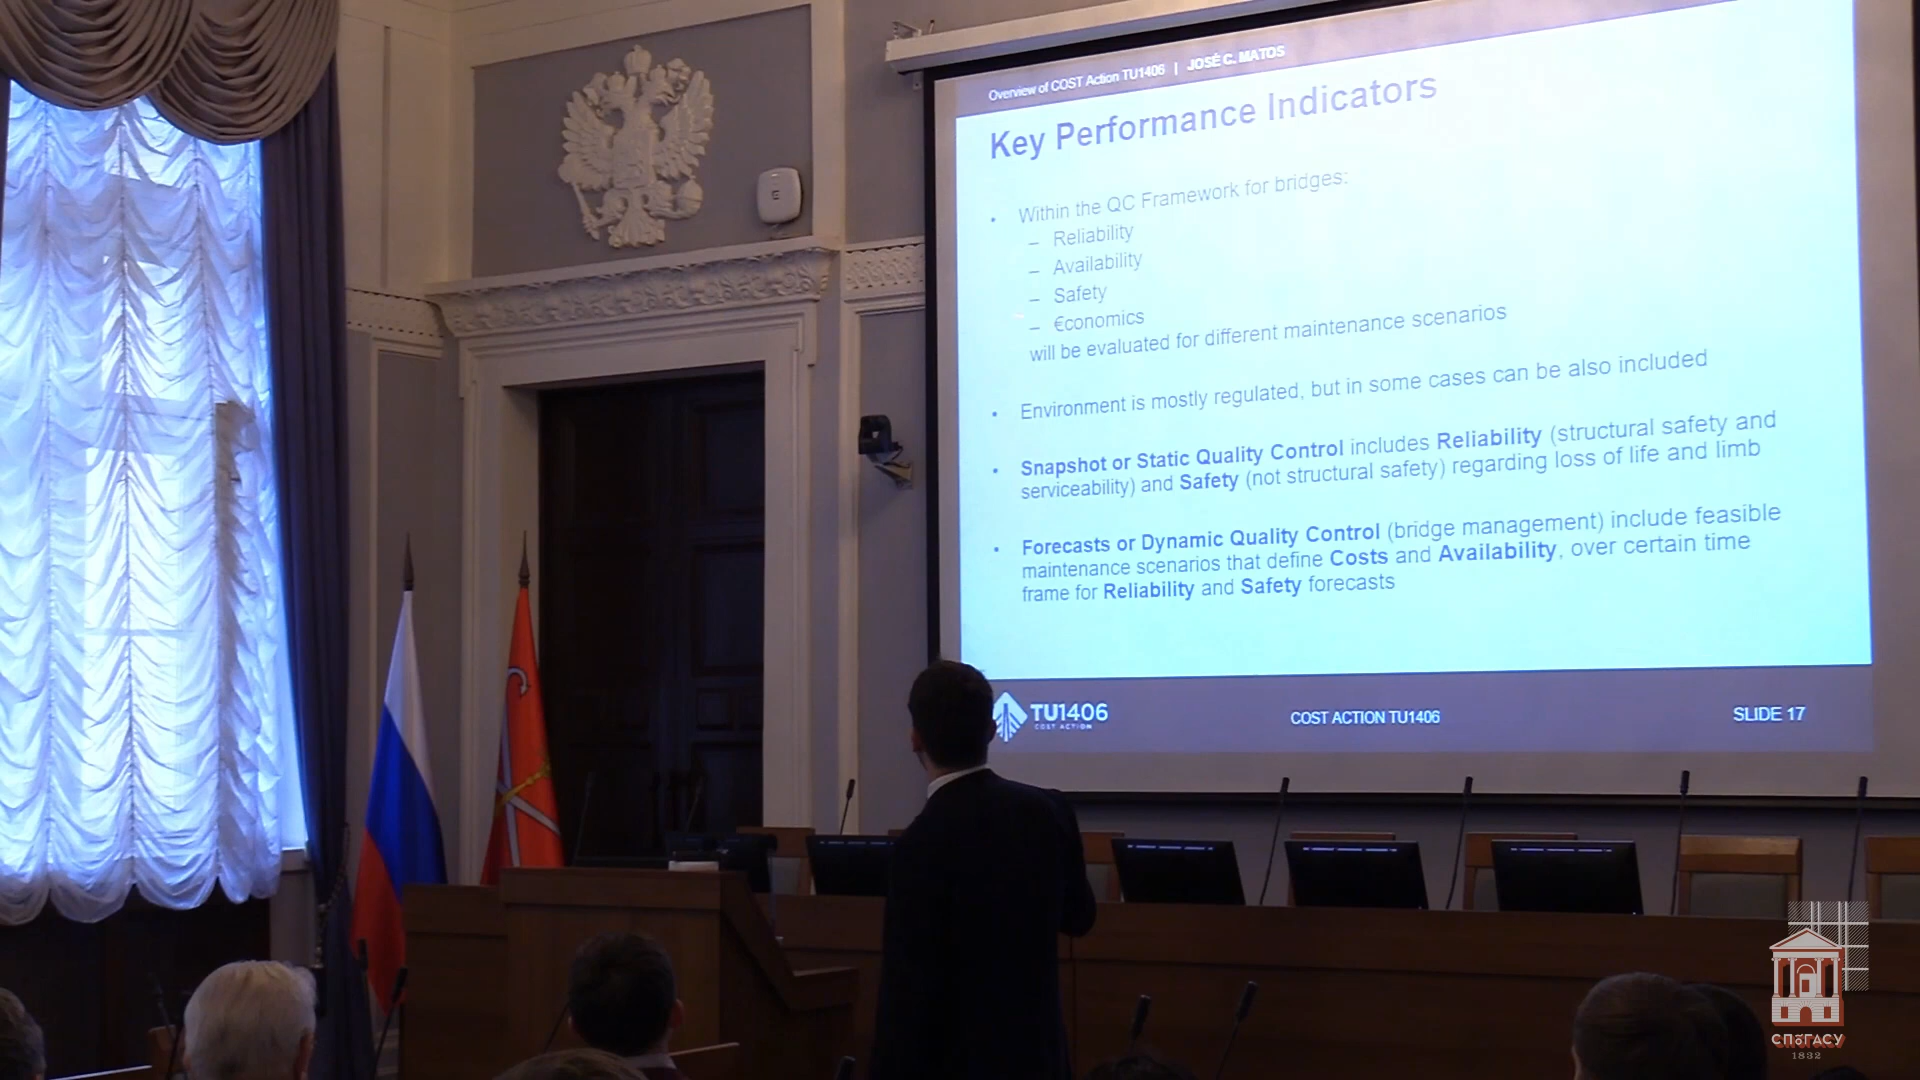 Overview of COST Action TU1406 | JOSÉ C. MATOS
Key Performance Indicators
• Within the QC Framework for bridges:
– Reliability
– Availability
– Safety
– €conomics
will be evaluated for different maintenance scenarios
• Environment is mostly regulated, but in some cases can be also included
• Snapshot or Static Quality Control includes Reliability (structural safety and
serviceability) and Safety (not structural safety) regarding loss of life and limb
• Forecasts or Dynamic Quality Control (bridge management) include feasible
maintenance scenarios that define Costs and Availability, over certain time
frame for Reliability and Safety forecasts
TU1406
COST ACTION
COST ACTION TU1406
SLIDE 17
E
СПбГАСУ
1832